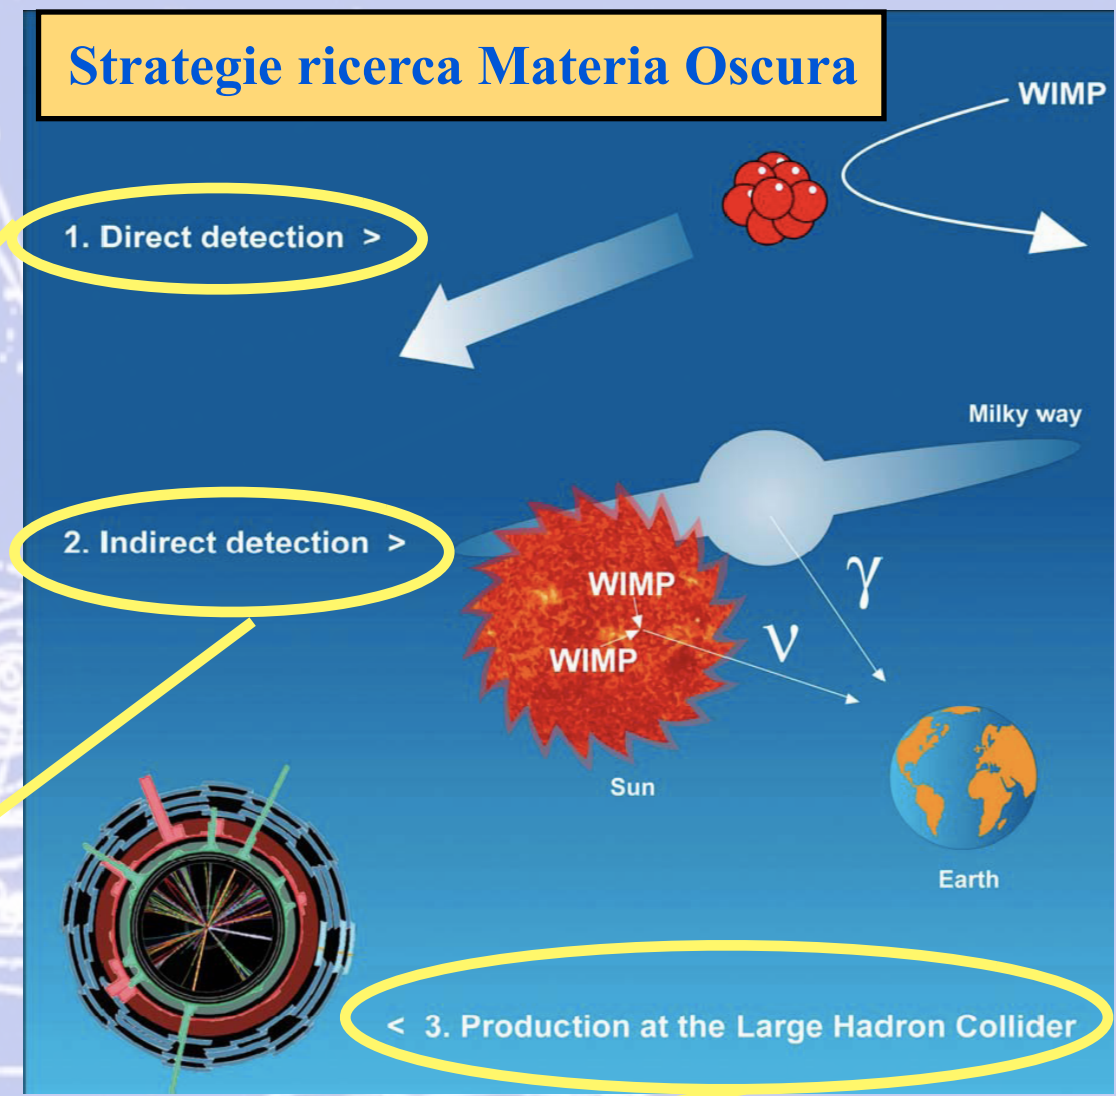 Strategie ricerca Materia Oscura
WIMP
1. Direct detection >
Milky way
2. Indirect detection >
WIMP
WIMP
γ
ν
Sun
Earth
< 3. Production at the Large Hadron Collider